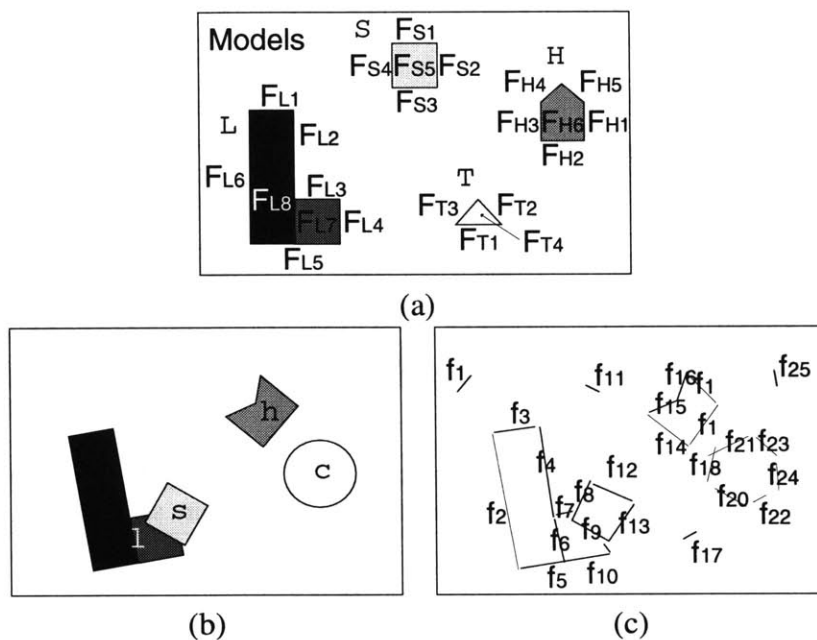 Models
S
FS1
FS4 FS5 FS2
FS3
H
FH4 FH5
FH3 FH6 FH1
FH2
L
FL1
FL2
FL6
FL8
FL3
FL7 FL4
FL5
T
FT3 FT2
FT1 FT4
(a)
h
c
s
l
(b)
f1 f11 f16 f1 f25
f15
f3 f1
f14 f21 f23
f4 f12 f18
f24
f8
f2 f7 f20
f9 f13 f22
f6
f17
f5 f10
(c)